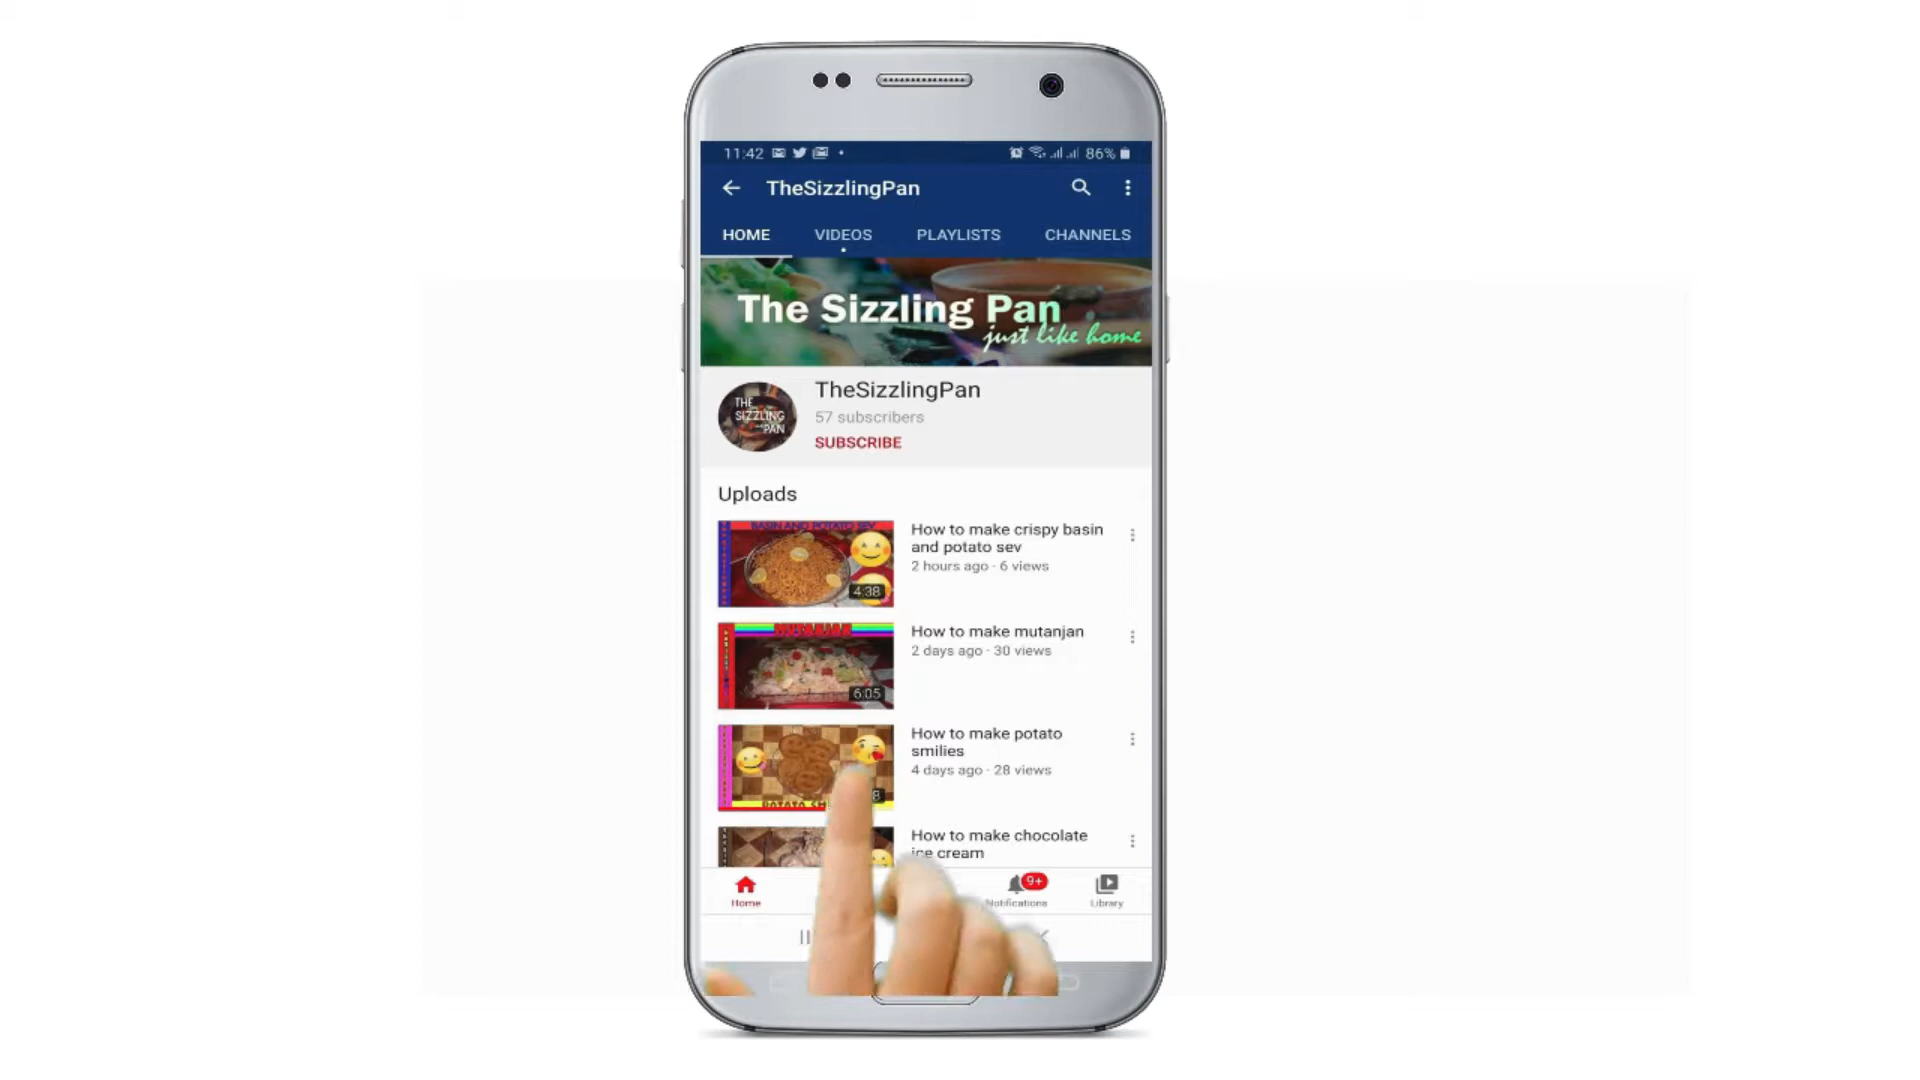 11:42
86%
TheSizzlingPan
HOME VIDEOS PLAYLISTS CHANNELS
The Sizzling Pan
just like home
THE
SIZZLING
PAN
TheSizzlingPan
57 subscribers
SUBSCRIBE
Uploads
BASIN AND POTATO SEV
4:38
How to make crispy basin
and potato sev
2 hours ago · 6 views
MUTANJAN
6:05
How to make mutanjan
2 days ago · 30 views
8
How to make potato
smilies
4 days ago · 28 views
How to make chocolate
ice cream
Home
9+
Notifications
Library